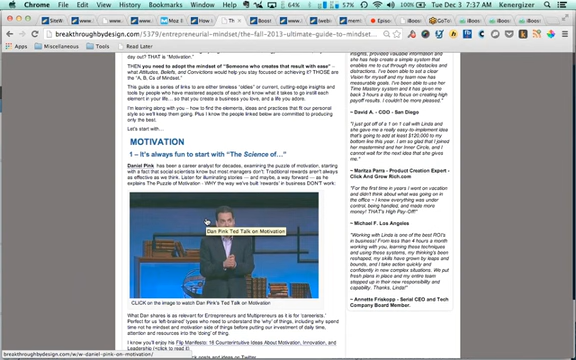 Chrome File Edit View History Bookmarks Window Help
64% 57% Tue Dec 3 7:37 AM Kenergizer
breakthroughbydesign.com/5379/entrepreneurial-mindset/the-fall-2013-ultimate-guide-to-mindset...
Apps Miscellaneous Tools Read Later
day out? THAT is "Motivation".
THEN you need to adopt the mindset of "Someone who creates that result with ease" -
what Attitudes, Beliefs, and Convictions would help you stay focused on achieving it? THOSE are
the "A, B, Cs of Mindset".
This guide is a series of links to are either timeless "oldies" or current, cutting-edge insights and
tools by people who have mastered aspects of each and know what it takes to go instill each
element in your life... so that you create a business you love, and a life you adore.
I'm learning along with you – how to find the elements, ideas and practices that fit our personal
style so we'll keep them going. Plus I know the people linked below are committed to producing
only the best.
Let's start with...
MOTIVATION
1 – It's always fun to start with "The Science of..."
Daniel Pink has been a career analyst for decades, examining the puzzle of motivation, starting
with a fact that social scientists know but most managers don't: Traditional rewards aren't always
as effective as we think. Listen for illuminating stories — and maybe, a way forward — as he
explains The Puzzle of Motivation - WHY the way we've built 'rewards' in business DON'T work:
Dan Pink Ted Talk on Motivation
CLICK on the image to watch Dan Pink's Ted Talk on Motivation
What Dan shares is as relevant for Entrepreneurs and Multipreneurs as it is for 'careerists.'
Perfect for us 'left-brained' types who need to understand the 'why' of things, including why spend
time not he mindset and motivation side of things before putting our investment of daily time,
attention and resources into the 'doing' of thing.
I know you'll enjoy his Flip Manifesto: 16 Counterintuitive Ideas About Motivation, Innovation, and
Leadership <click to read it>
breakthroughbydesign.com/w/w-daniel-pink-on-motivation/
insights, provides valuable information and
she has helped create a simple system that
enables me to cut through my obstacles and
distractions. I've been able to set a clear
Vision for myself and my team now has
measurable goals. I've been able to use her
Time Mastery system and it has given me
back 3 hours a day to focus on creating high
payoff results. I couldn't be more pleased."
~ David A. - COO - San Diego
"I just got off of a 1 on 1 call with Linda and
she gave me a really easy-to-implement idea
that's going to add at least $120,000 to my
bottom line this year. I am so glad that I joined
her mastermind and her Inner Circle, and I
cannot wait for the next idea that she gives
me."
~ Maritza Parra - Product Creation Expert -
Click And Grow Rich.com
"For the first time in years I went on vacation
and didn't think about what was going on in
the office ~ I knew everything was under
control; being handled, and made more
money! THAT's High Pay-Off!"
~ Michael F. Los Angeles
"Working with Linda is one of the best ROI's
in business! From less than 4 hours a month
working with you, learning these techniques
and using these systems, my thinking's been
reshaped, my skills have grown by leaps and
bounds, and I take action quickly and
confidently in new complex situations. We put
fresh plans in place and my entire team
stepped up in their new responsibility and
capability. Thanks, Linda!"
~ Annette Friskopp - Serial CEO and Tech
Company Board Member.